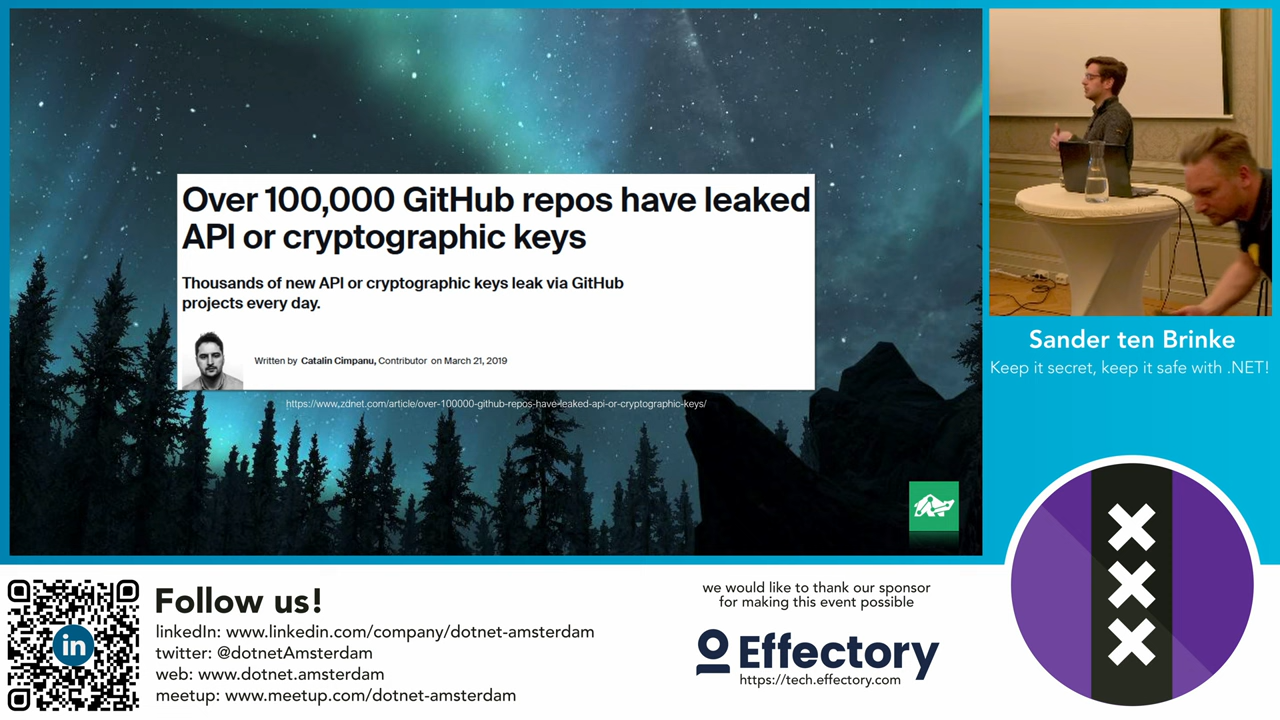 Over 100,000 GitHub repos have leaked
API or cryptographic keys
Thousands of new API or cryptographic keys leak via GitHub
projects every day.
Written by Catalin Cimpanu, Contributor on March 21, 2019
https://www.zdnet.com/article/over-100000-github-repos-have-leaked-api-or-cryptographic-keys/
Sander ten Brinke
Keep it secret, keep it safe with .NET!
Follow us!
linkedIn: www.linkedin.com/company/dotnet-amsterdam
twitter: @dotnetAmsterdam
web: www.dotnet.amsterdam
meetup: www.meetup.com/dotnet-amsterdam
in
we would like to thank our sponsor
for making this event possible
Effectory
https://tech.effectory.com